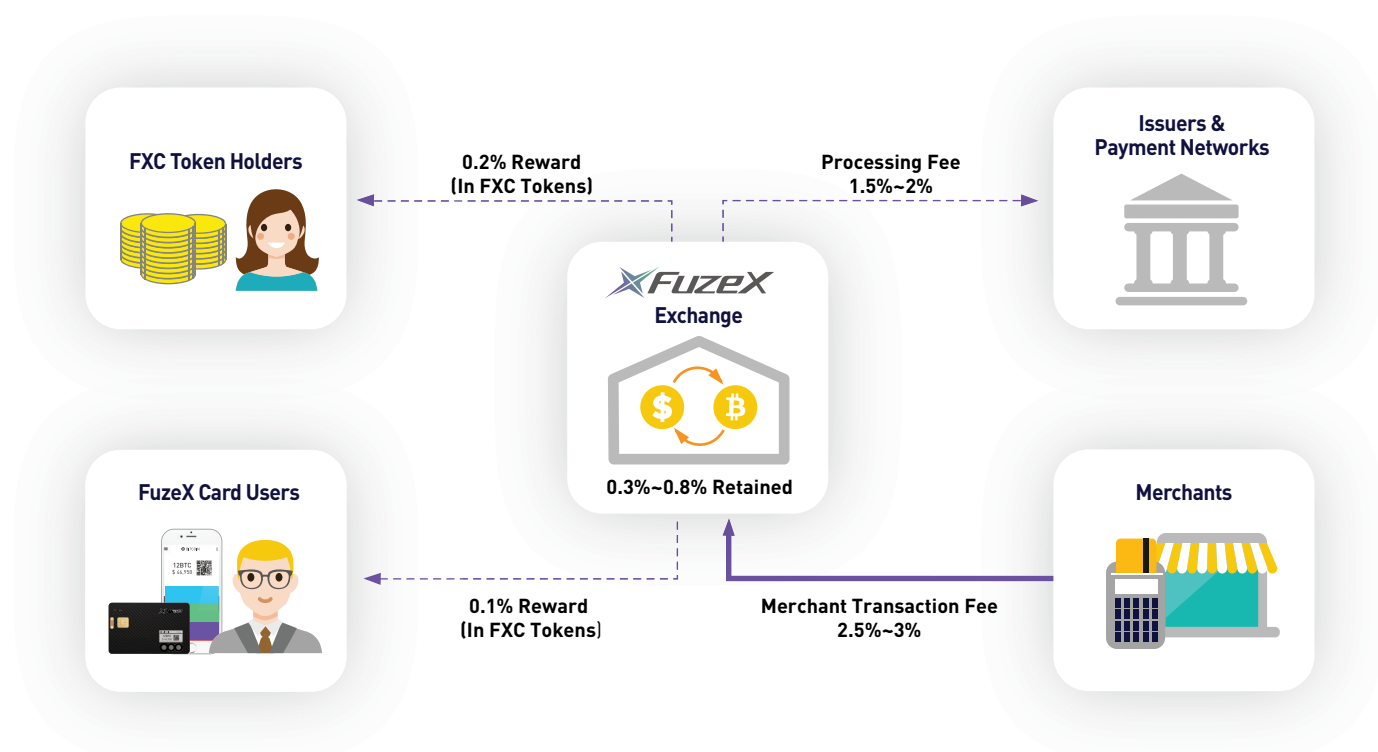 FXC Token Holders
0.2% Reward
(In FXC Tokens)
Processing Fee
1.5%~2%
Issuers &
Payment Networks
FUZEX
Exchange
$
0.3%~0.8% Retained
FuzeX Card Users
12BTC
0.1% Reward
(In FXC Tokens)
Merchant Transaction Fee
2.5%~3%
Merchants